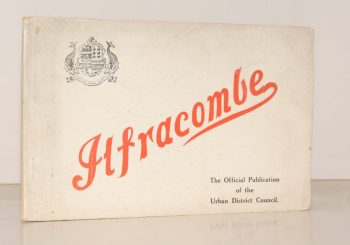 Ilfracombe
The Official Publication
of the
Urban District Council.